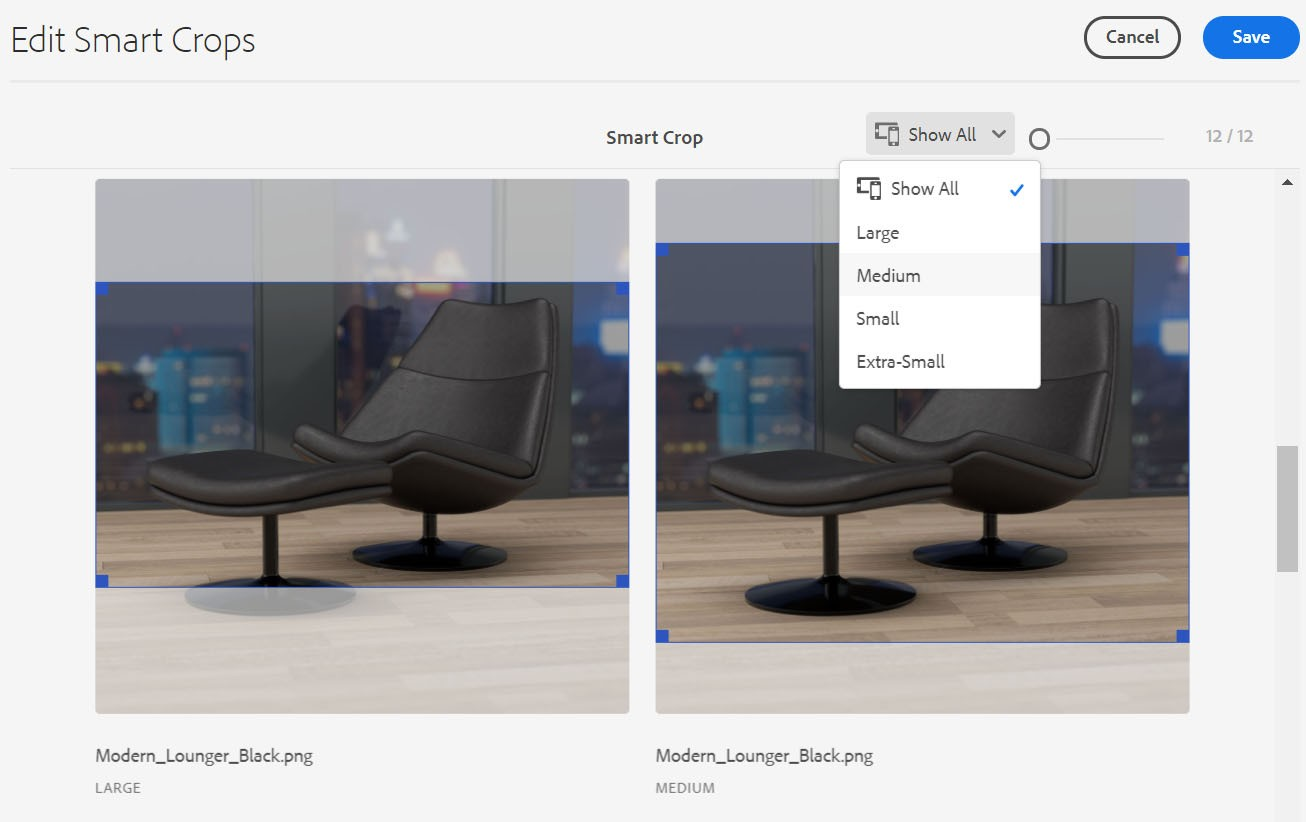 Edit Smart Crops
Cancel
Save
Smart Crop
Show All
12 / 12
Show All
Large
Medium
Small
Extra-Small
Modern_Lounger_Black.png
LARGE
Modern_Lounger_Black.png
MEDIUM